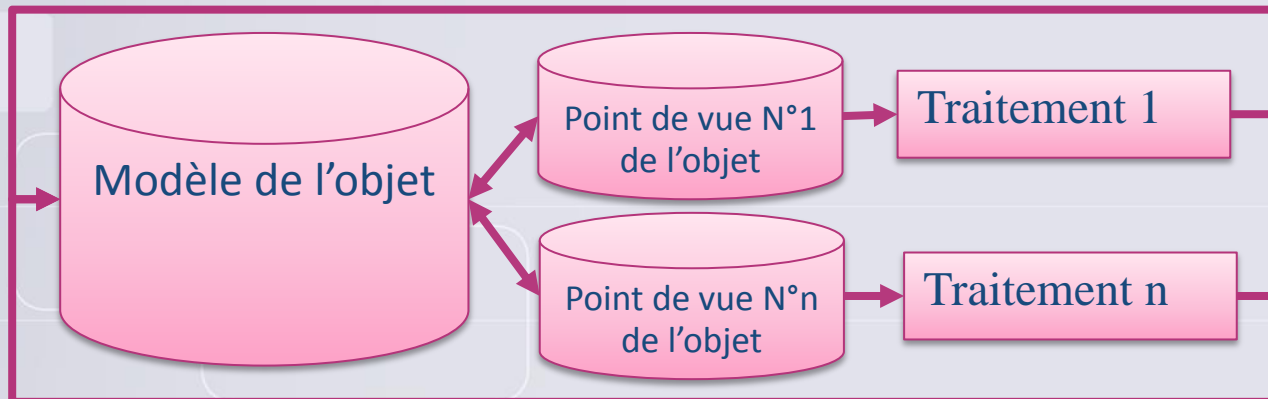 Modèle de l’objet
Point de vue N°1
de l’objet
Traitement 1
Point de vue N°n
de l’objet
Traitement n